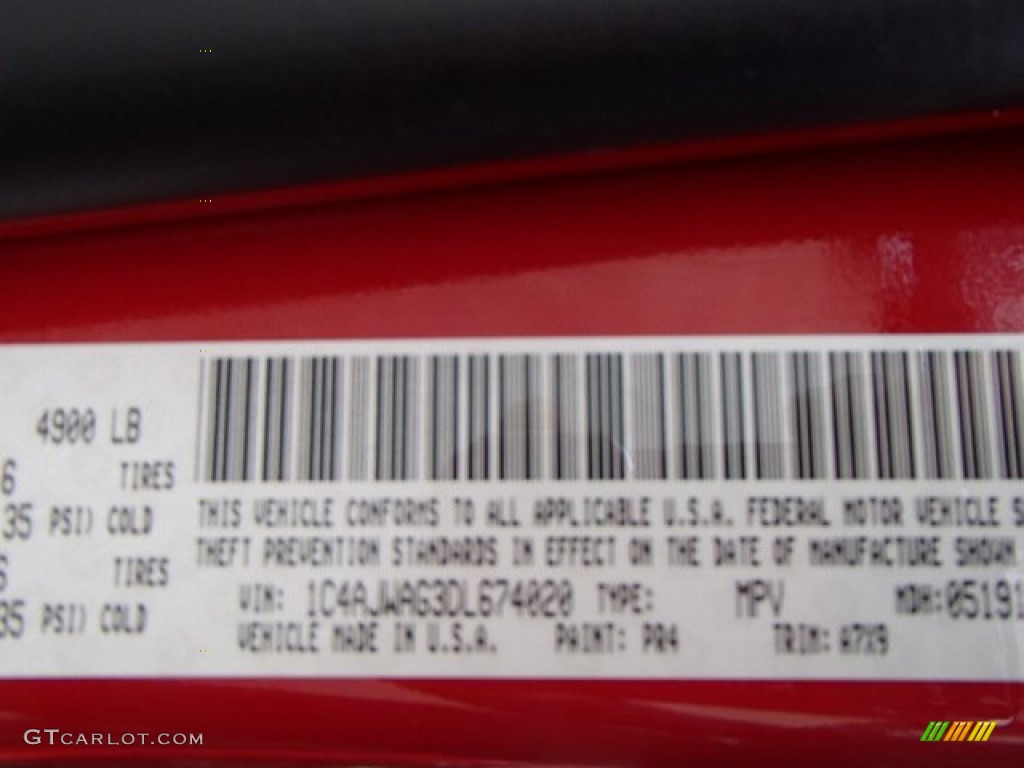 4900 LB
6 TIRES
35 PSI) COLD
6 TIRES
35 PSI) COLD
THIS VEHICLE CONFORMS TO ALL APPLICABLE U.S.A. FEDERAL MOTOR VEHICLE S
THEFT PREVENTION STANDARDS IN EFFECT ON THE DATE OF MANUFACTURE SHOWN
VIN: 1C4AJWAG3DL674020 TYPE: MPV MDH:05191
VEHICLE MADE IN U.S.A. PAINT: PR4 TRIM: A7X9
GTCARLOT.COM